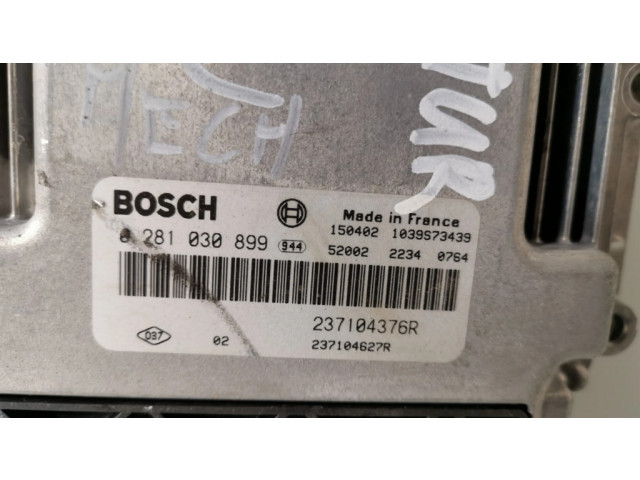 MECH
TUR
BOSCH
Made in France
0 281 030 899 944
150402 1039S73439
52002 2234 0764
237104376R
D37
02
237104627R